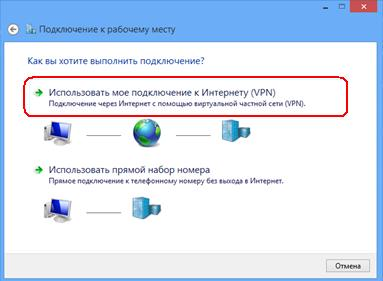 Подключение к рабочему месту
Как вы хотите выполнить подключение?
Использовать мое подключение к Интернету (VPN)
Подключение через Интернет с помощью виртуальной частной сети (VPN).
Использовать прямой набор номера
Прямое подключение к телефонному номеру без выхода в Интернет.
Отмена